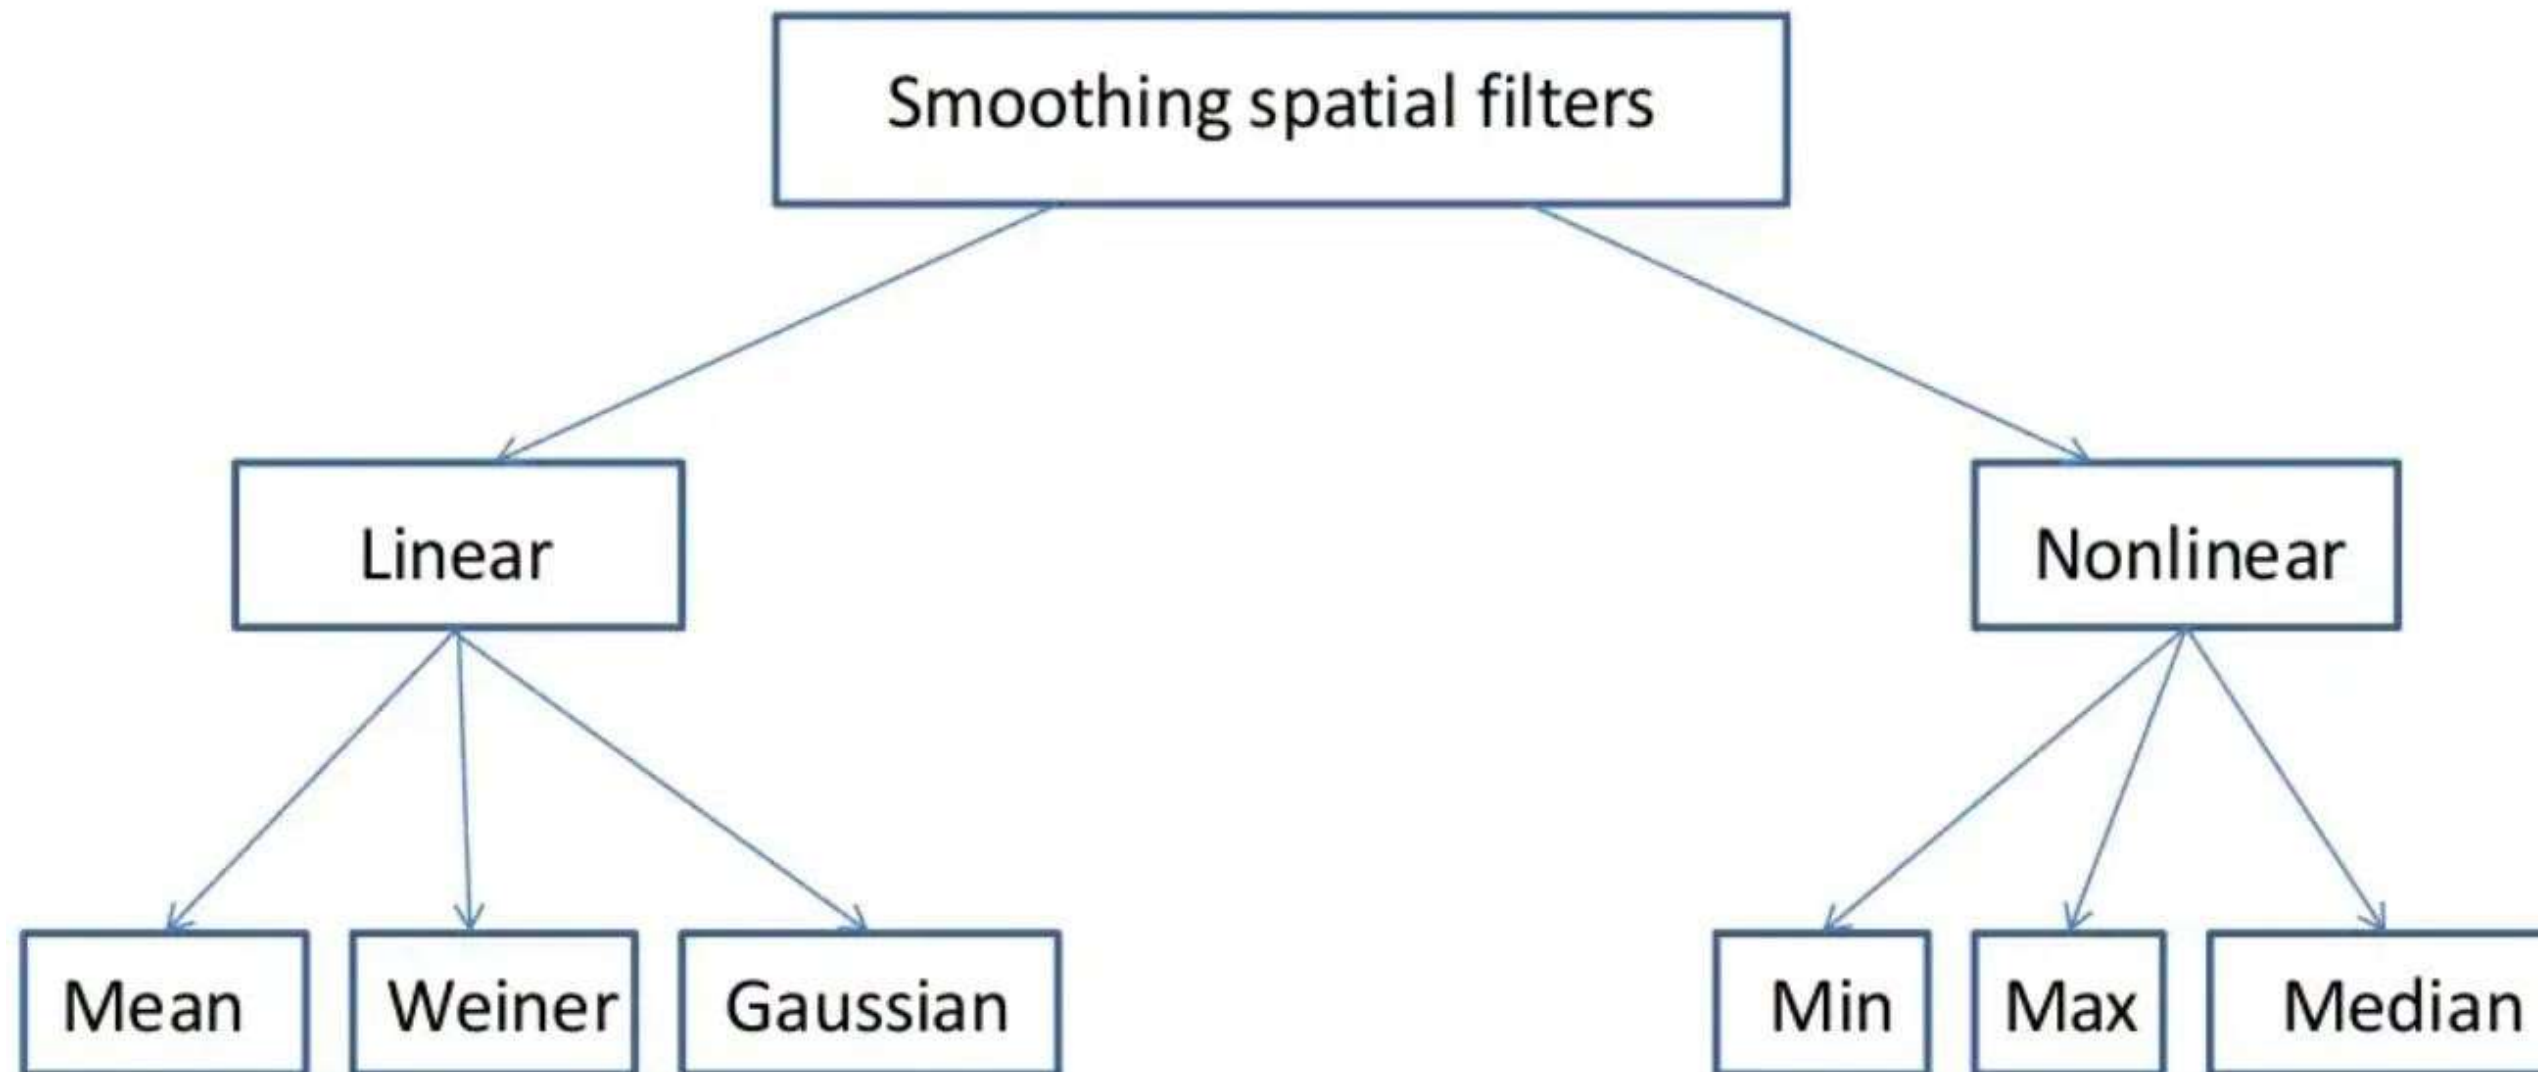 Smoothing spatial filters
Linear
Nonlinear
Mean
Weiner
Gaussian
Min
Max
Median